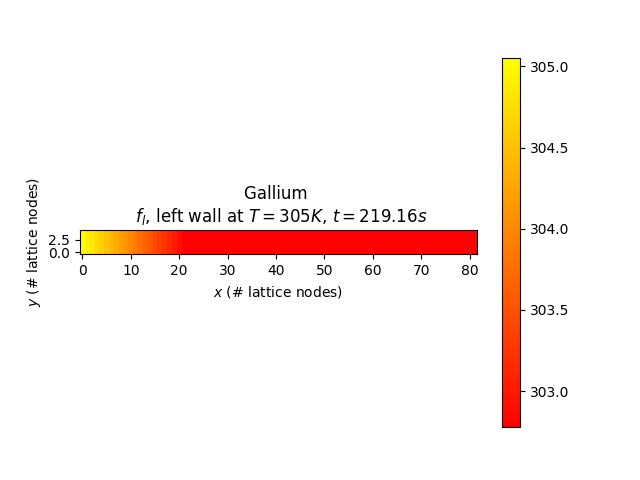 Gallium
f_l, left wall at T = 305K, t = 219.16s
y (# lattice nodes)
2.5
0.0
0 10 20 30 40 50 60 70 80
x (# lattice nodes)
305.0
304.5
304.0
303.5
303.0